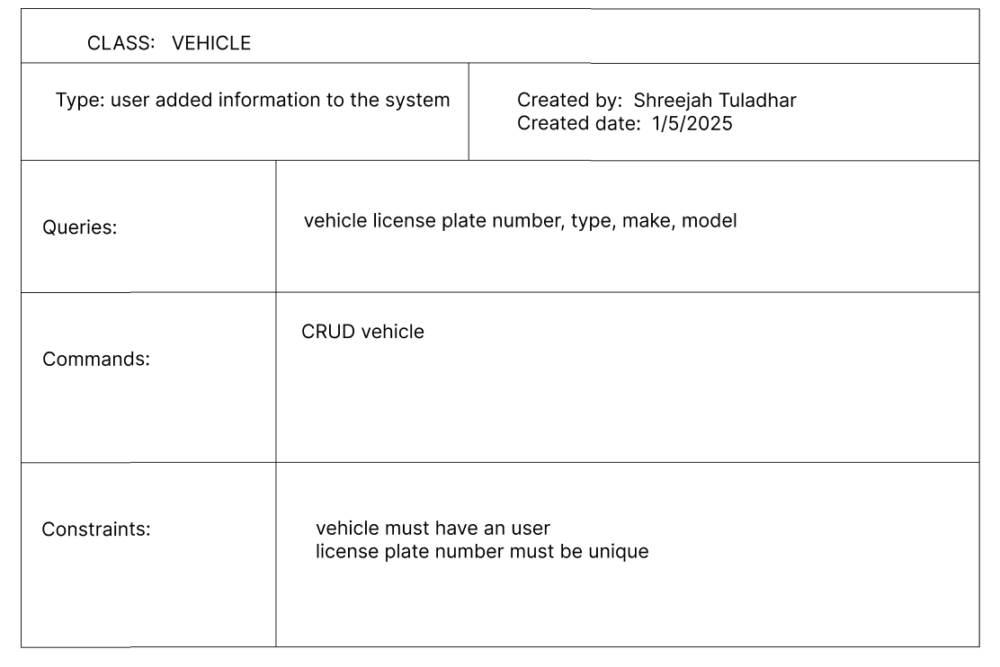 CLASS: VEHICLE
Type: user added information to the system
Created by: Shreejah Tuladhar
Created date: 1/5/2025
Queries:
vehicle license plate number, type, make, model
Commands:
CRUD vehicle
Constraints:
vehicle must have an user
license plate number must be unique